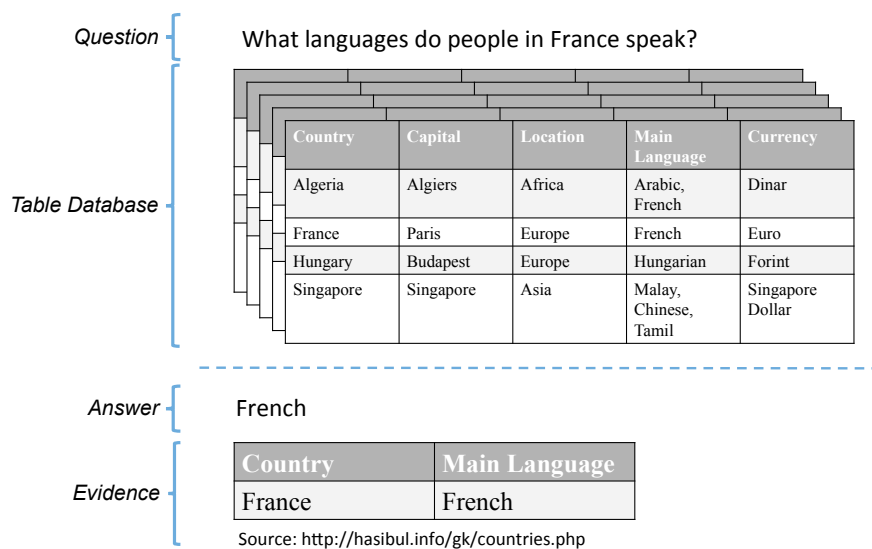 Question
What languages do people in France speak?
Table Database
Country Capital Location Main Language Currency
Algeria Algiers Africa Arabic, French Dinar
France Paris Europe French Euro
Hungary Budapest Europe Hungarian Forint
Singapore Singapore Asia Malay, Chinese, Tamil Singapore Dollar
Answer
French
Evidence
Country Main Language
France French
Source: http://hasibul.info/gk/countries.php